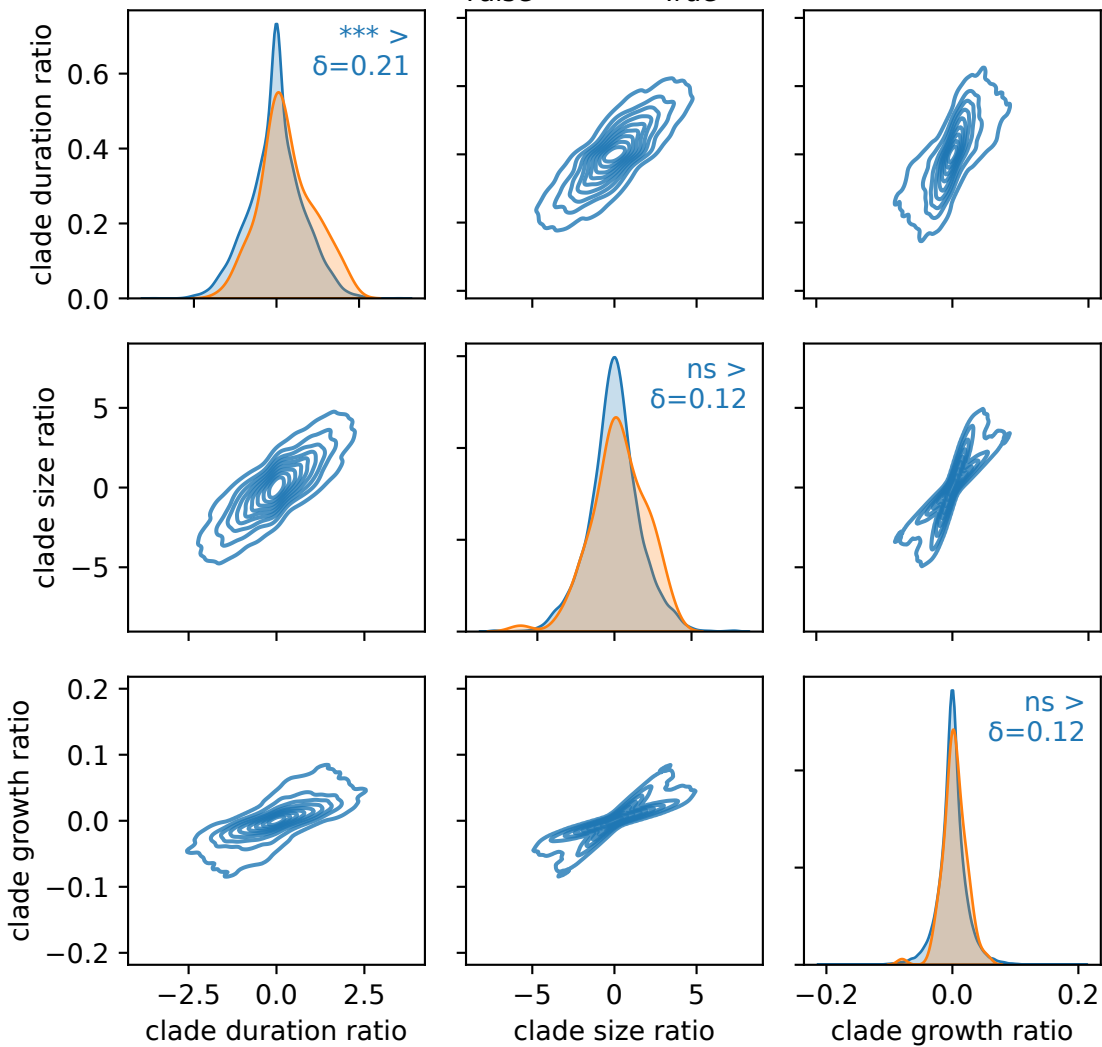 clade duration ratio
0.6
0.4
0.2
0.0
*** >
δ=0.21
clade size ratio
5
0
−5
ns >
δ=0.12
clade growth ratio
0.2
0.1
0.0
−0.1
−0.2
ns >
δ=0.12
−2.5 0.0 2.5
clade duration ratio
−5 0 5
clade size ratio
−0.2 0.0 0.2
clade growth ratio